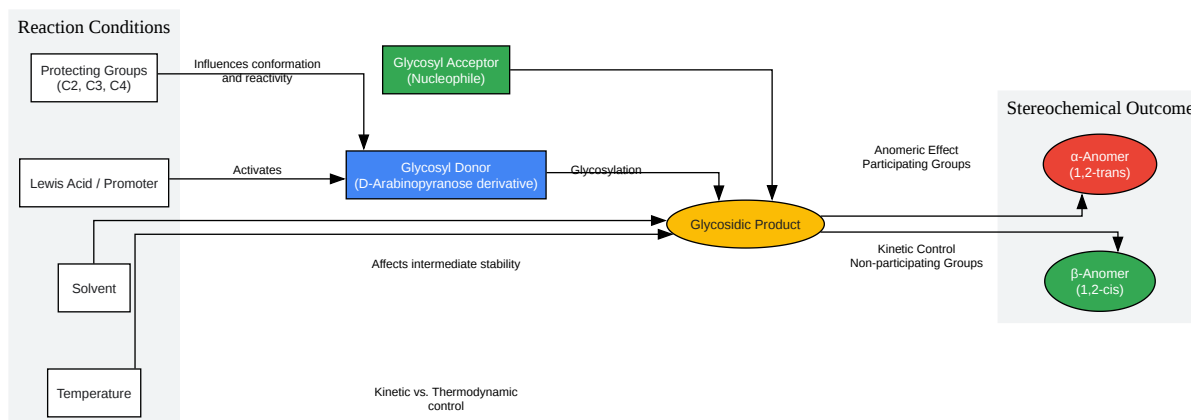 Reaction Conditions
Protecting Groups
(C2, C3, C4)
Influences conformation
and reactivity
Glycosyl Acceptor
(Nucleophile)
Stereochemical Outcome
Anomeric Effect
Participating Groups
α-Anomer
(1,2-trans)
Lewis Acid / Promoter
Activates
Glycosyl Donor
(D-Arabinopyranose derivative)
Glycosylation
Glycosidic Product
Kinetic Control
Non-participating Groups
β-Anomer
(1,2-cis)
Affects intermediate stability
Solvent
Temperature
Kinetic vs. Thermodynamic
control